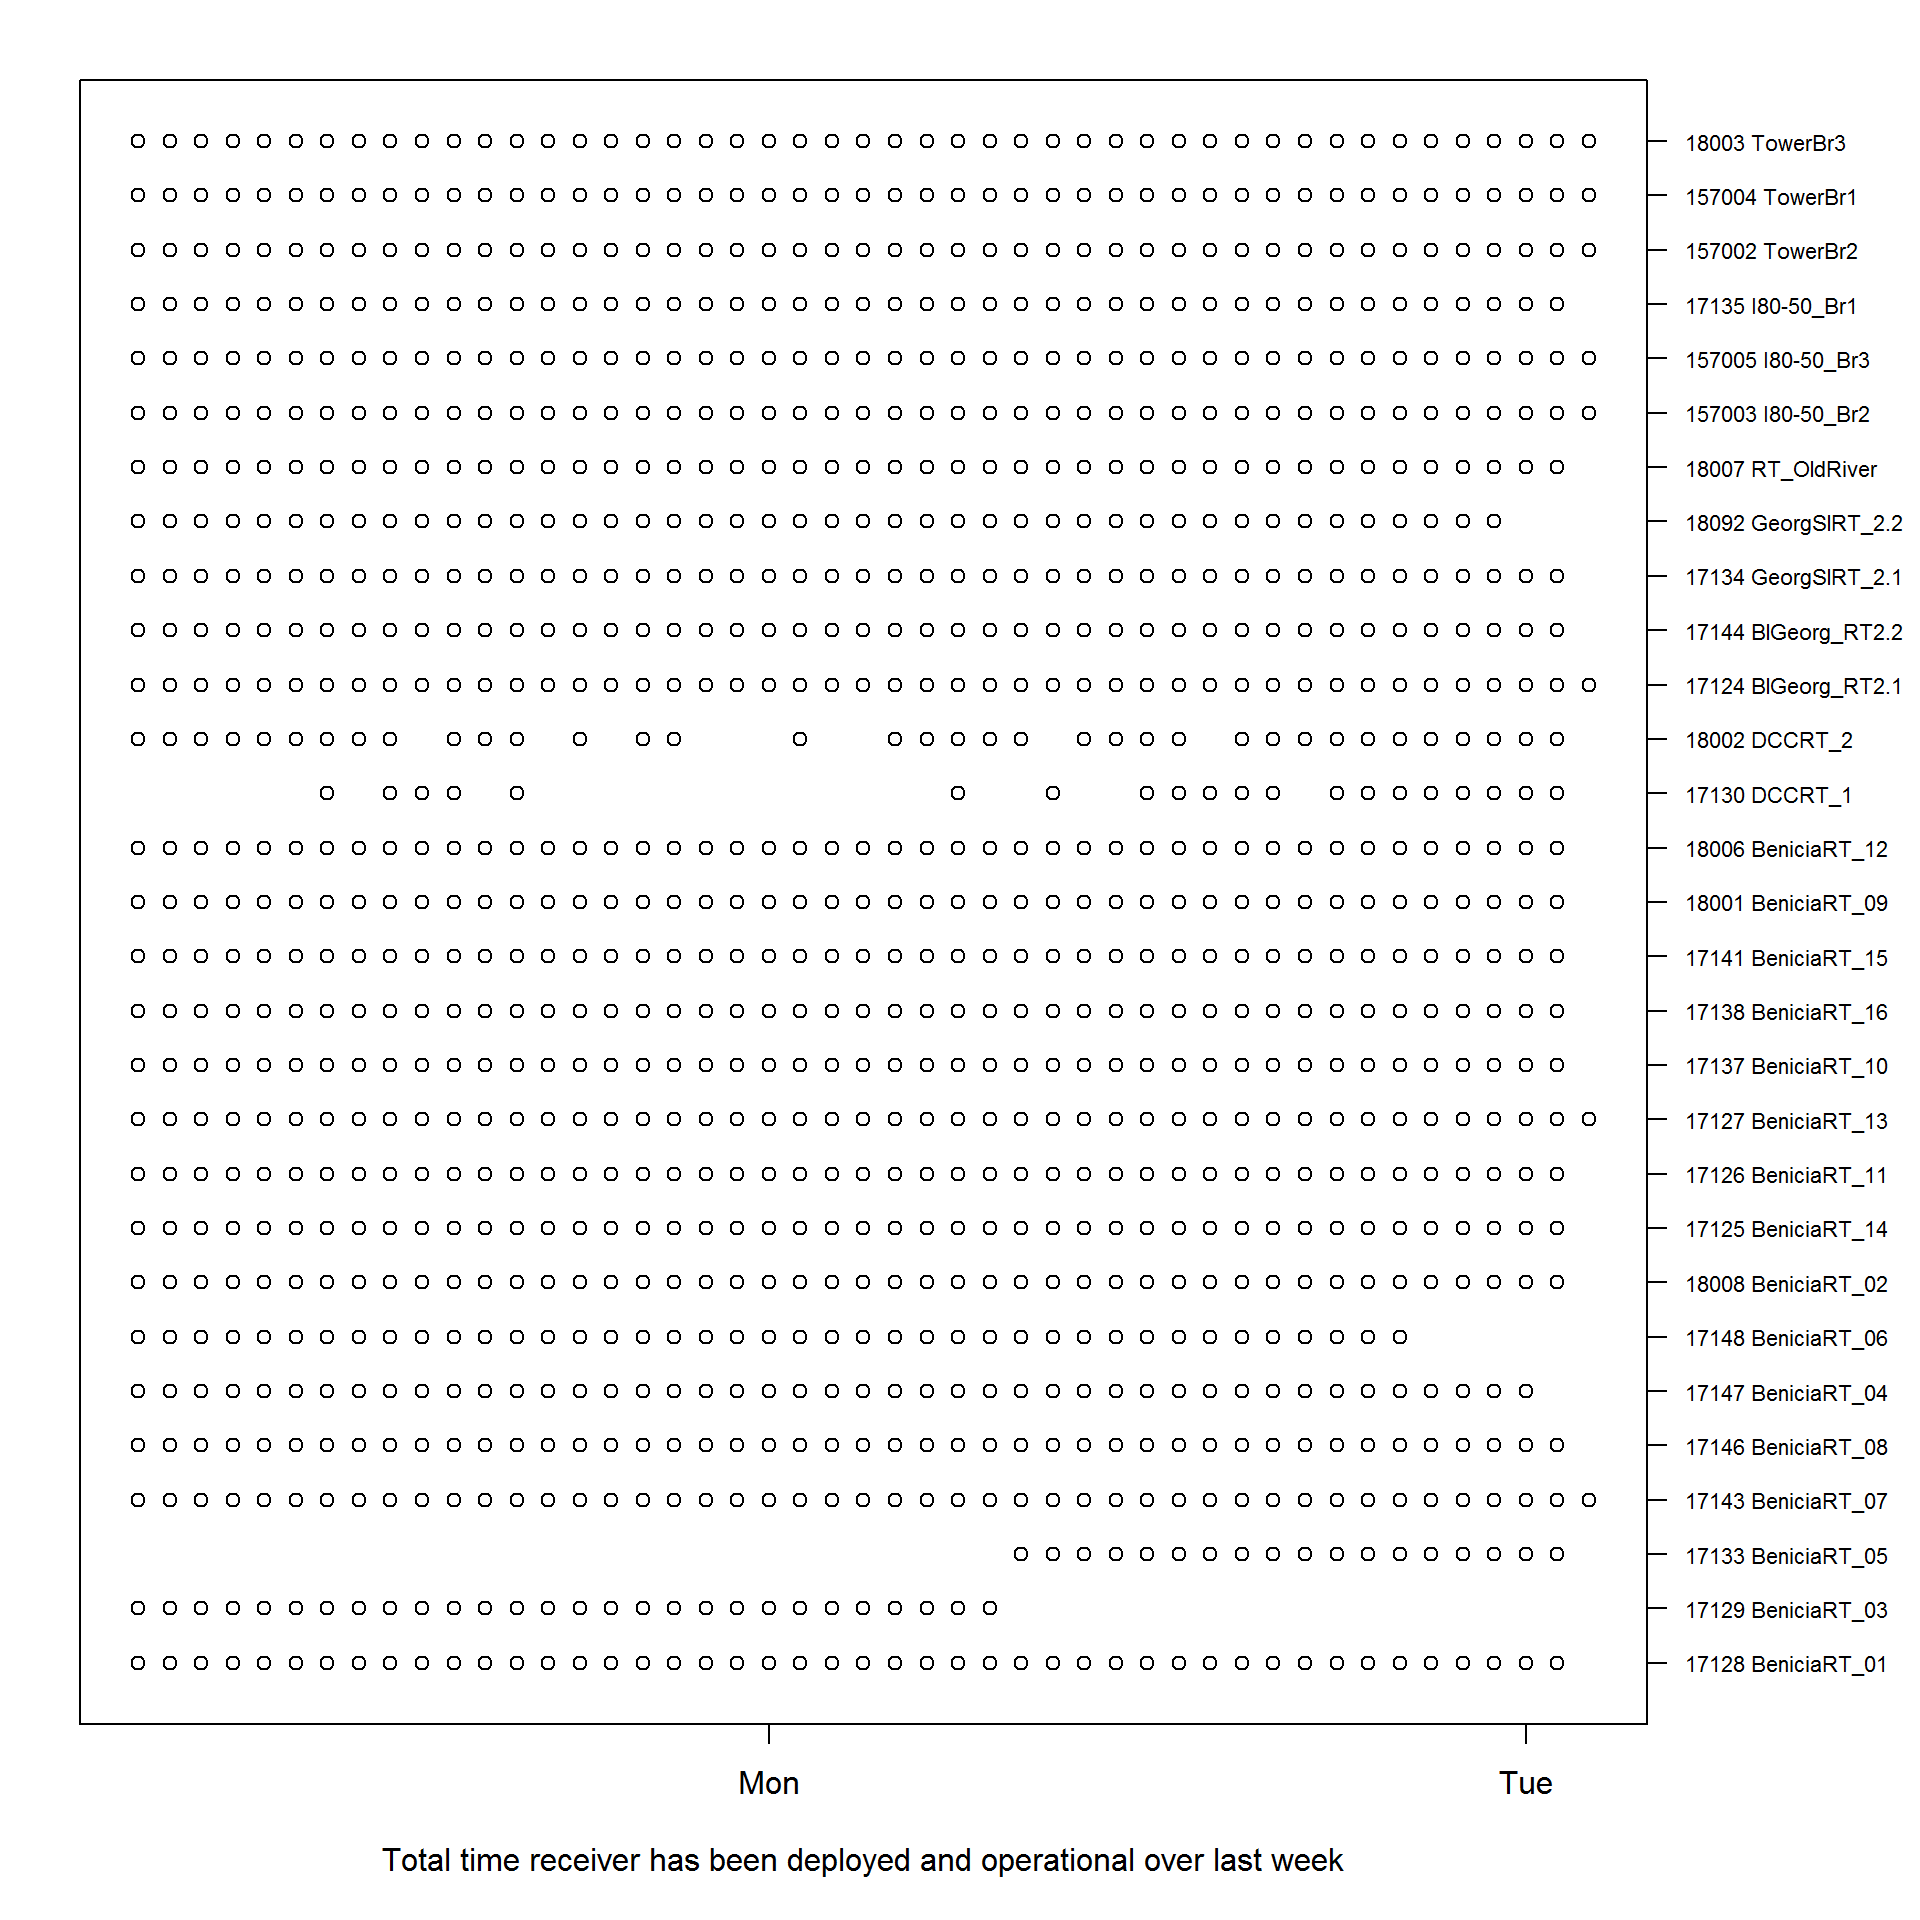 18003 TowerBr3
157004 TowerBr1
157002 TowerBr2
17135 I80-50_Br1
157005 I80-50_Br3
157003 I80-50_Br2
18007 RT_OldRiver
18092 GeorgSlRT_2.2
17134 GeorgSlRT_2.1
17144 BlGeorg_RT2.2
17124 BlGeorg_RT2.1
18002 DCCRT_2
17130 DCCRT_1
18006 BeniciaRT_12
18001 BeniciaRT_09
17141 BeniciaRT_15
17138 BeniciaRT_16
17137 BeniciaRT_10
17127 BeniciaRT_13
17126 BeniciaRT_11
17125 BeniciaRT_14
18008 BeniciaRT_02
17148 BeniciaRT_06
17147 BeniciaRT_04
17146 BeniciaRT_08
17143 BeniciaRT_07
17133 BeniciaRT_05
17129 BeniciaRT_03
17128 BeniciaRT_01
Mon Tue
Total time receiver has been deployed and operational over last week